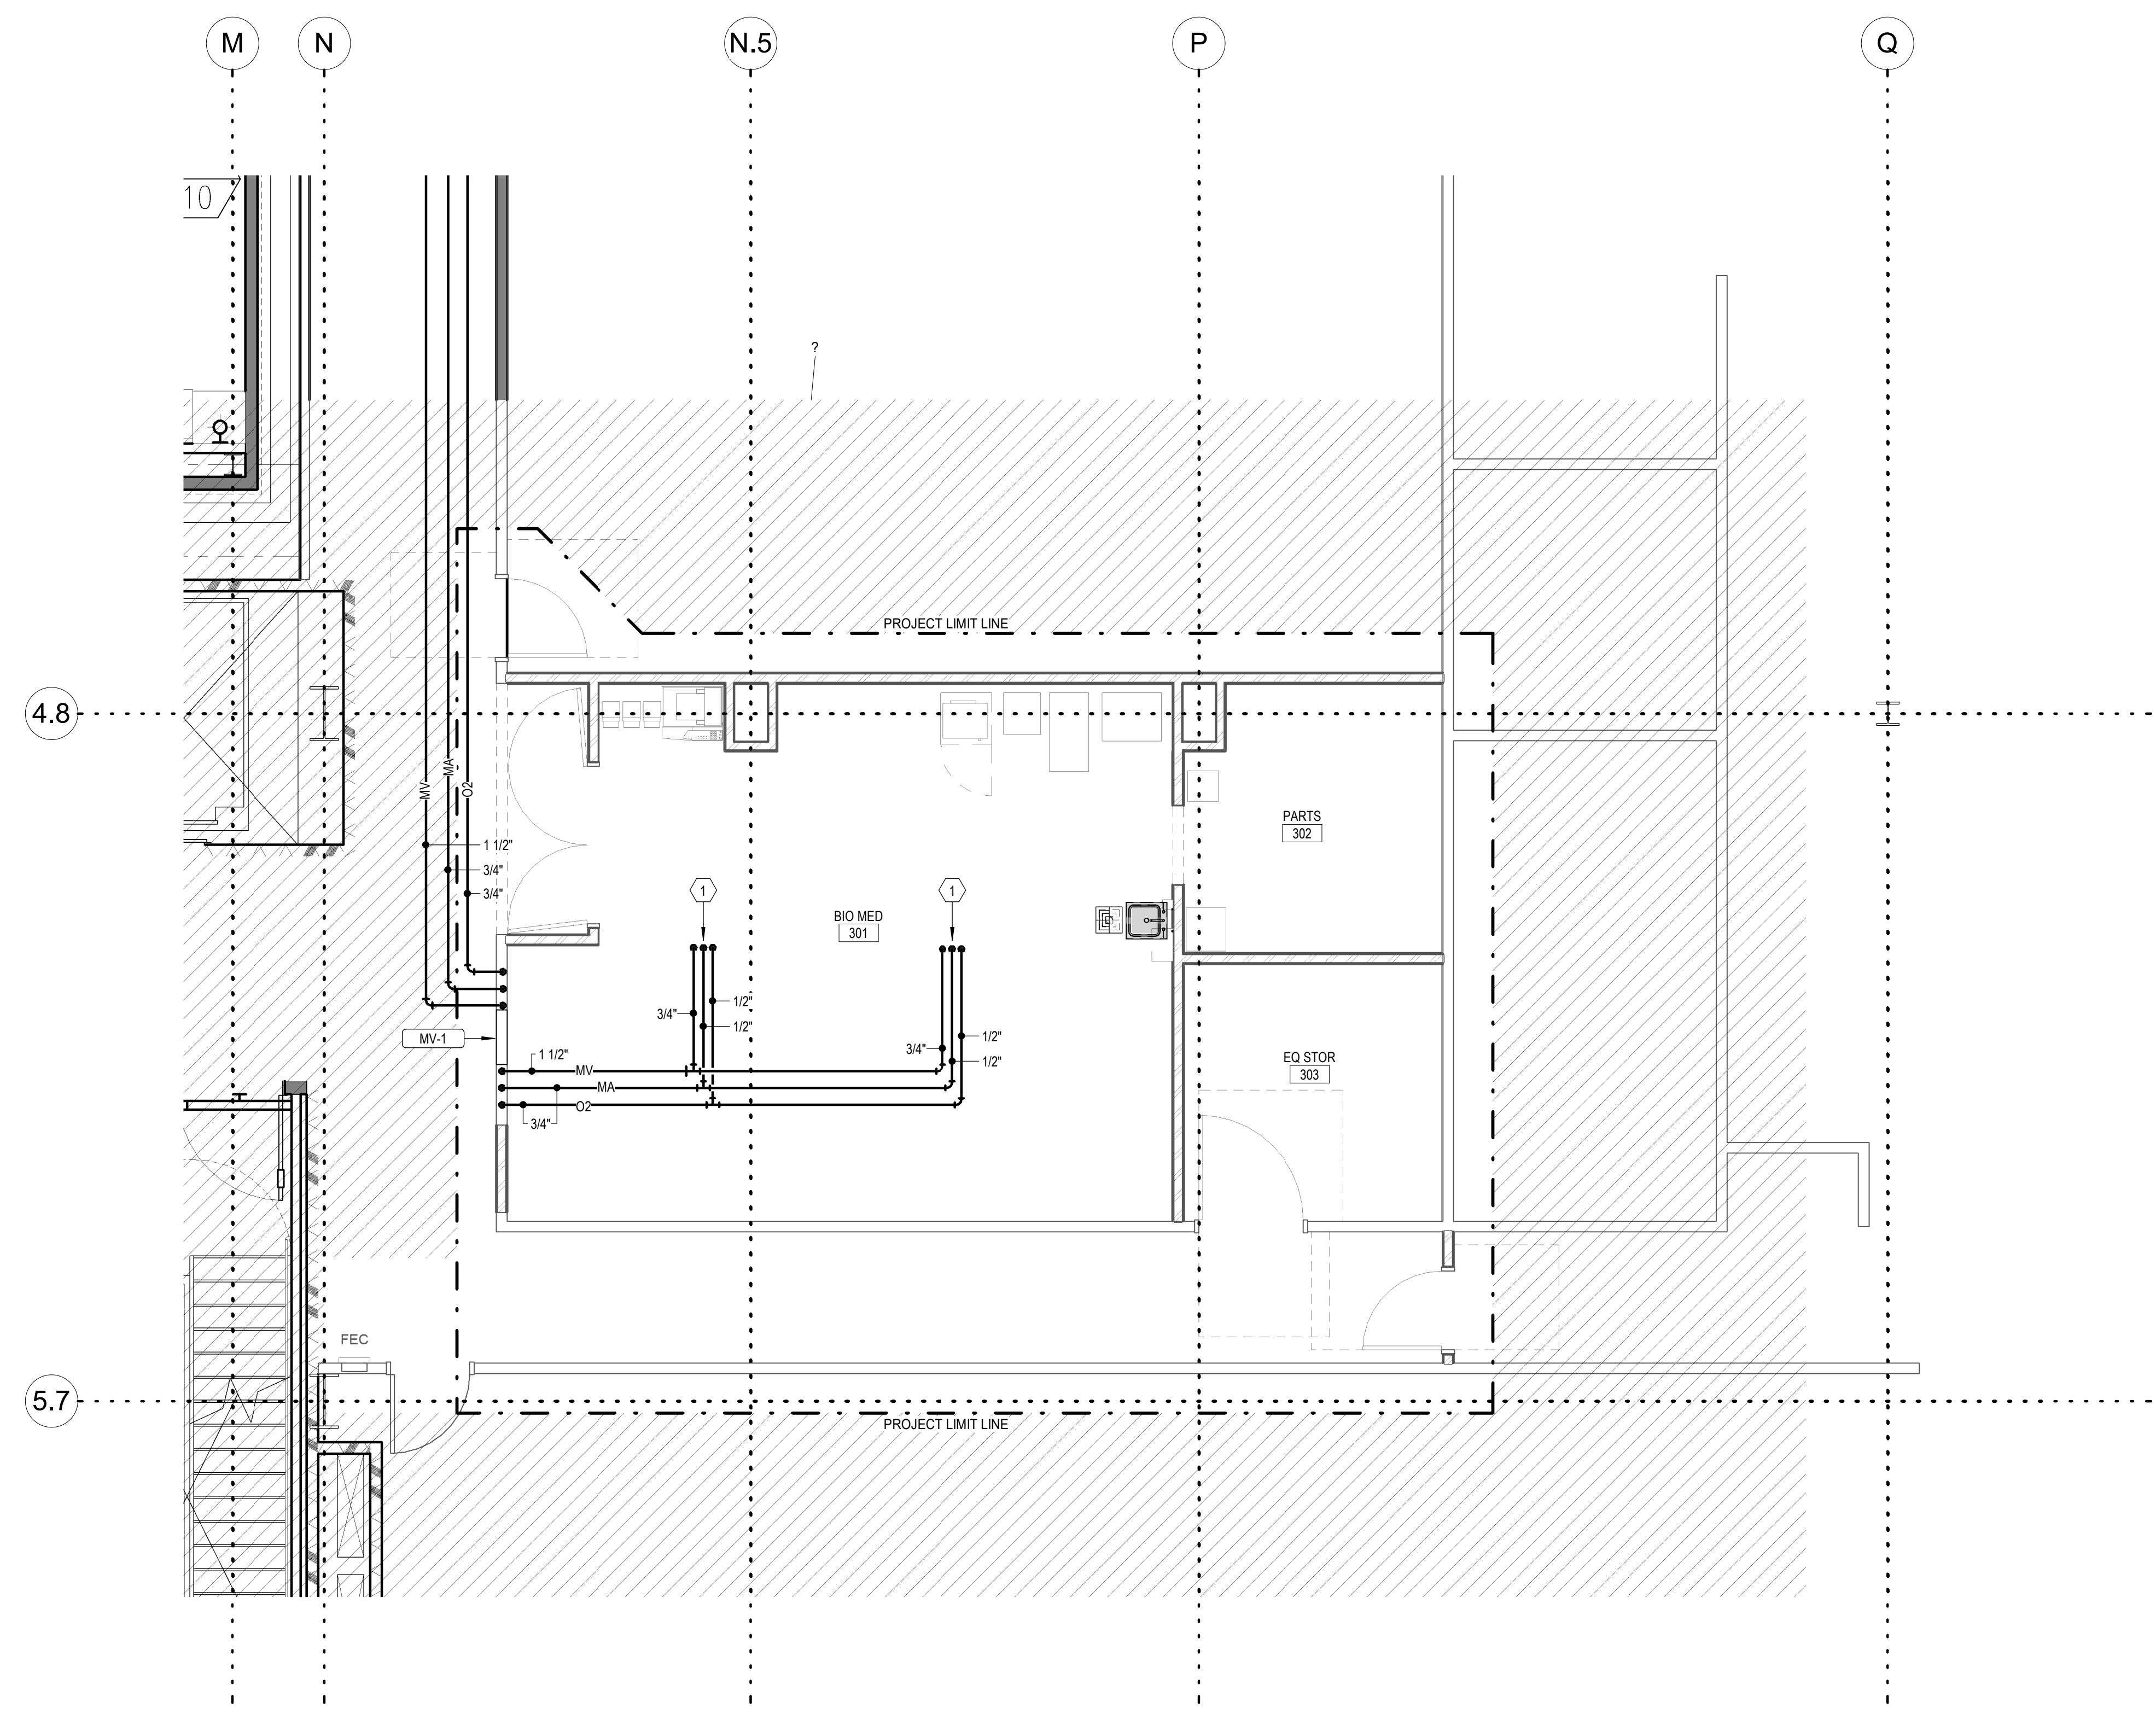 M
N
N.5
P
Q
10
?
PROJECT LIMIT LINE
4.8
MV
MA
O2
1 1/2"
3/4"
3/4"
PARTS
302
1
1
BIO MED
301
1/2"
3/4"
1/2"
1/2"
3/4"
1/2"
MV-1
1 1/2"
MV
MA
O2
3/4"
EQ STOR
303
FEC
5.7
PROJECT LIMIT LINE